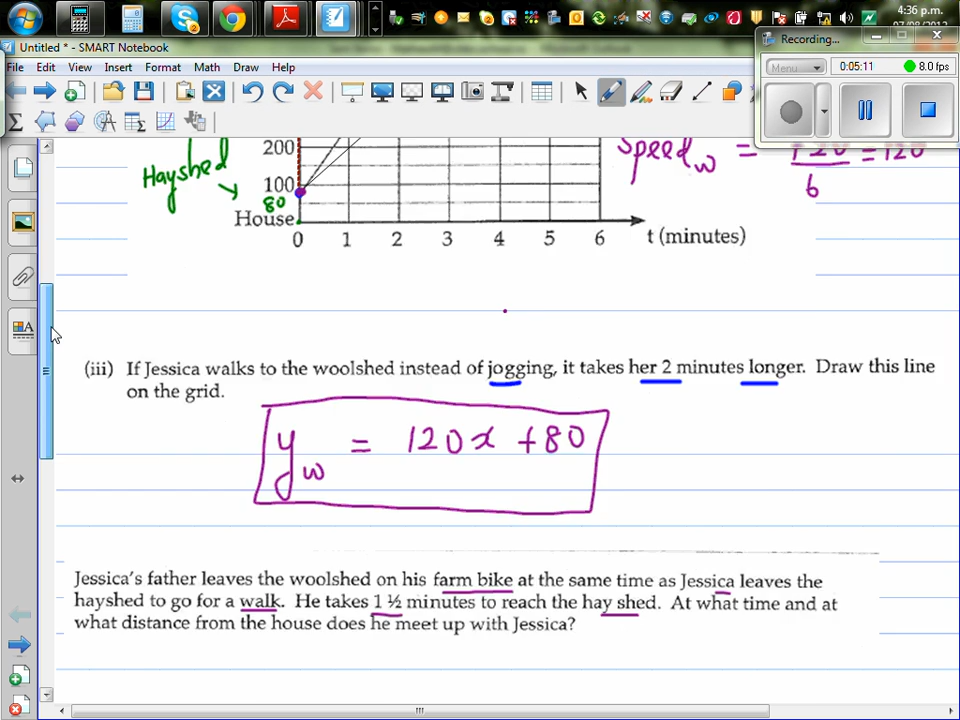 4:36 p.m.
Untitled * - SMART Notebook
Recording...
File Edit View Insert Format Math Draw Help
Menu 0:05:11 8.0 fps
200
Hayshed
100
80
House
0 1 2 3 4 5 6 t (minutes)
Speed w = = 120
6
(iii) If Jessica walks to the woolshed instead of jogging, it takes her 2 minutes longer. Draw this line
on the grid.
y w = 120x + 80
Jessica's father leaves the woolshed on his farm bike at the same time as Jessica leaves the
hayshed to go for a walk. He takes 1 ½ minutes to reach the hay shed. At what time and at
what distance from the house does he meet up with Jessica?